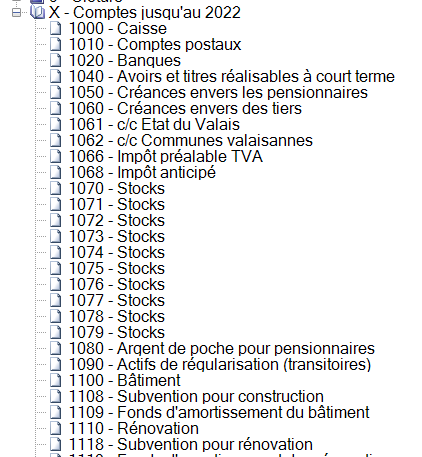 X - Comptes jusqu'au 2022
1000 - Caisse
1010 - Comptes postaux
1020 - Banques
1040 - Avoirs et titres réalisables à court terme
1050 - Créances envers les pensionnaires
1060 - Créances envers des tiers
1061 - c/c Etat du Valais
1062 - c/c Communes valaisannes
1066 - Impôt préalable TVA
1068 - Impôt anticipé
1070 - Stocks
1071 - Stocks
1072 - Stocks
1073 - Stocks
1074 - Stocks
1075 - Stocks
1076 - Stocks
1077 - Stocks
1078 - Stocks
1079 - Stocks
1080 - Argent de poche pour pensionnaires
1090 - Actifs de régularisation (transitoires)
1100 - Bâtiment
1108 - Subvention pour construction
1109 - Fonds d'amortissement du bâtiment
1110 - Rénovation
1118 - Subvention pour rénovation